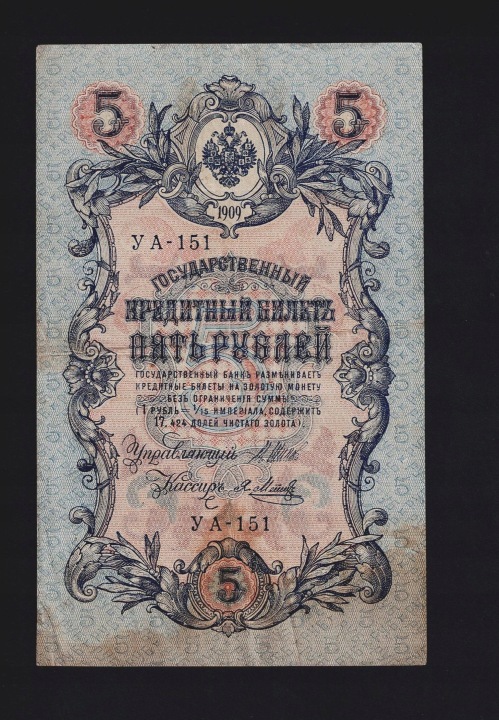 5 5
1909
УА-151
ГОСУДАРСТВЕННЫЙ
КРЕДИТНЫЙ БИЛЕТЪ
ПЯТЬ РУБЛЕЙ
ГОСУДАРСТВЕННЫЙ БАНКЪ РАЗМѢНИВАЕТЪ
КРЕДИТНЫЕ БИЛЕТЫ НА ЗОЛОТУЮ МОНЕТУ
БЕЗЪ ОГРАНИЧЕНІЯ СУММЫ
(1 РУБЛЬ = 1/15 ИМПЕРІАЛА, СОДЕРЖИТЪ
17,424 ДОЛЕЙ ЧИСТАГО ЗОЛОТА).
Управляющій
Кассиръ
УА-151
5